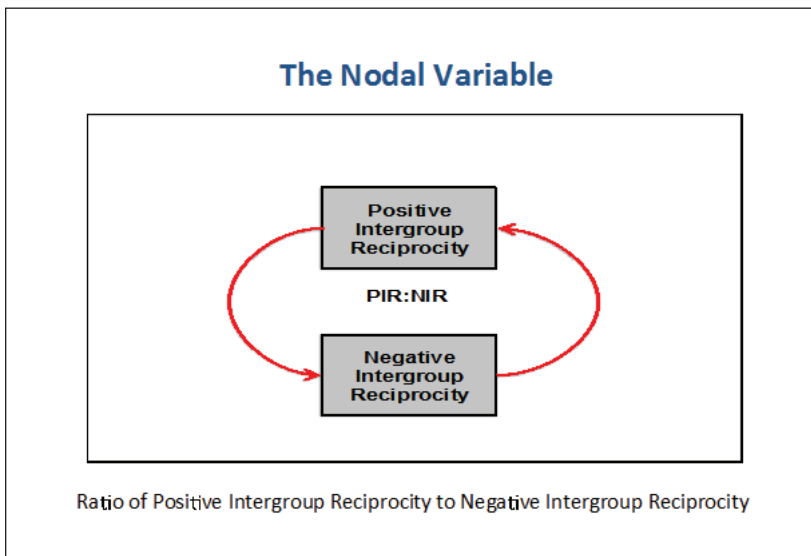 The Nodal Variable
Positive
Intergroup
Reciprocity
PIR:NIR
Negative
Intergroup
Reciprocity
Ratio of Positive Intergroup Reciprocity to Negative Intergroup Reciprocity